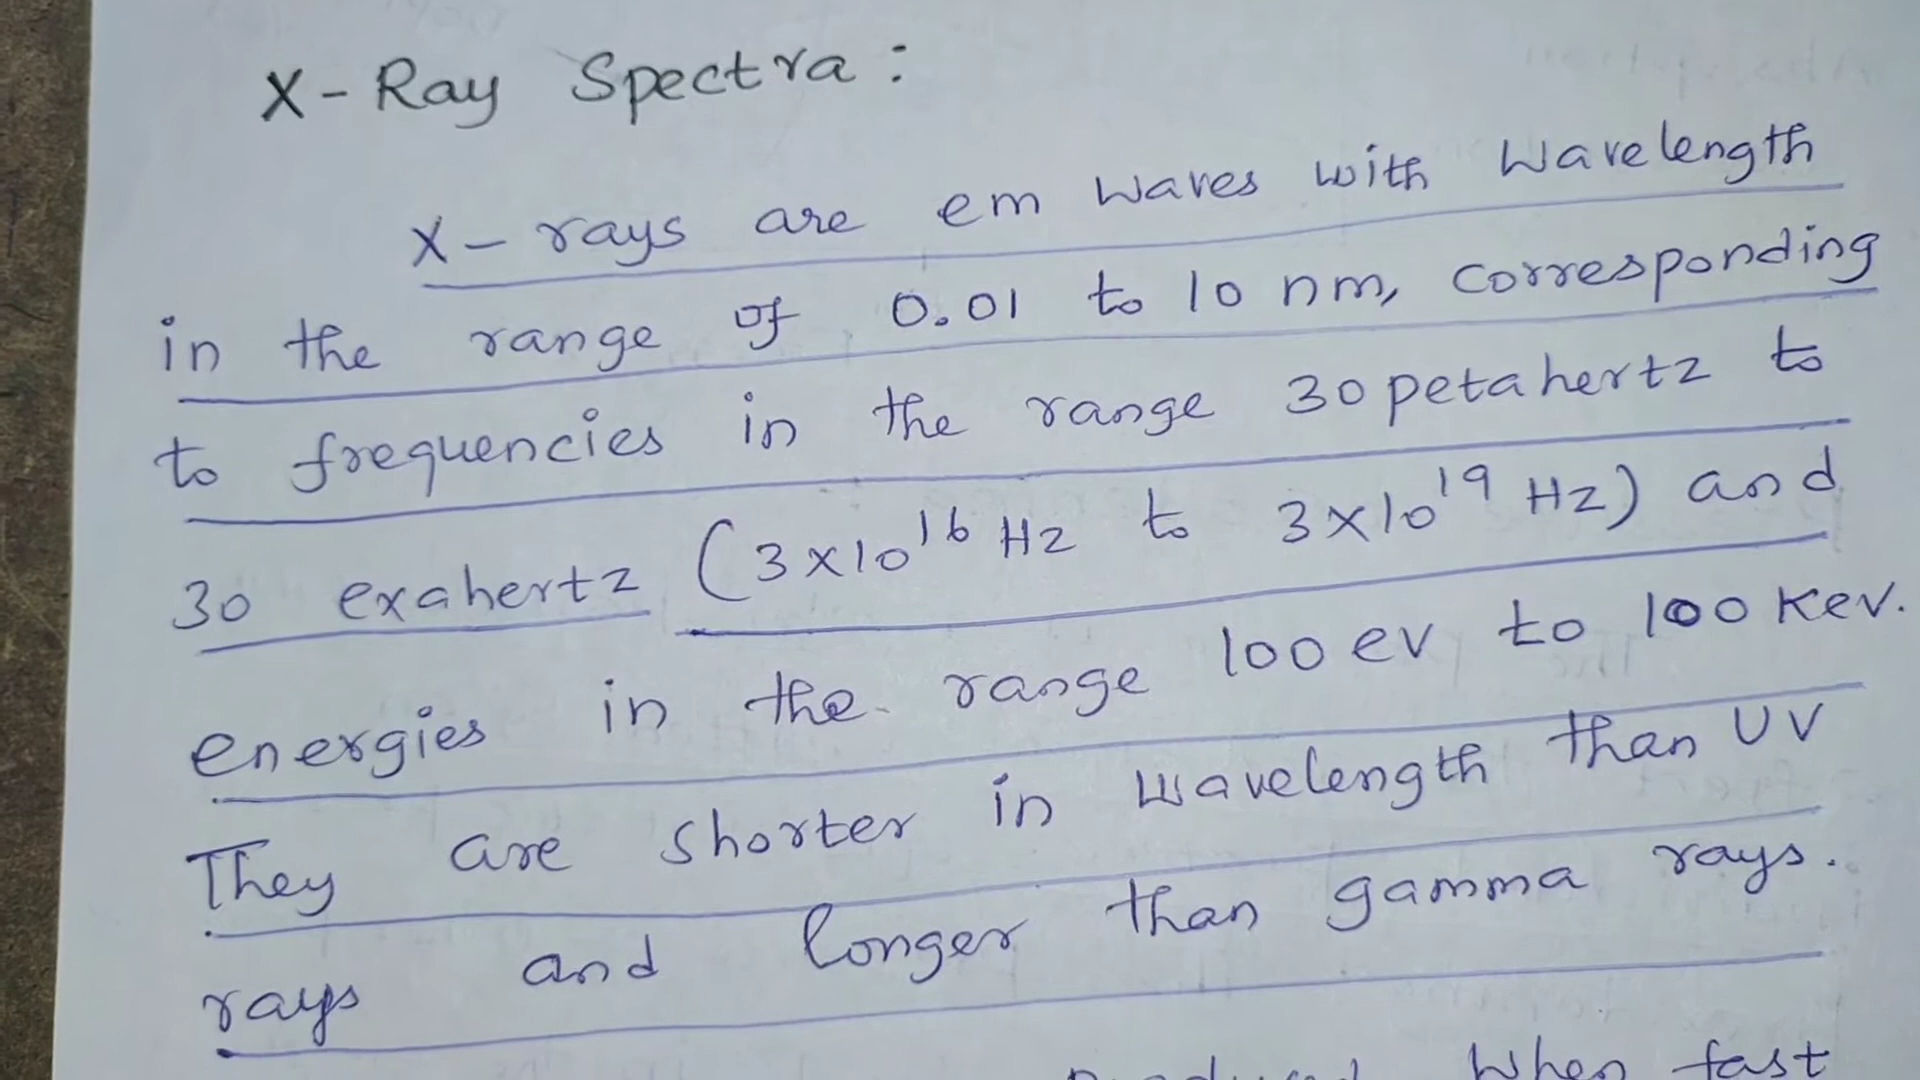 X-Ray Spectra:
X-rays are em waves with wavelength
in the range of 0.01 to 10 nm, corresponding
to frequencies in the range 30 petahertz to
30 exahertz (3×10¹⁶ Hz to 3×10¹⁹ Hz) and
energies in the range 100 ev to 100 kev.
They are shorter in wavelength than UV
rays and longer than gamma rays.
when fast